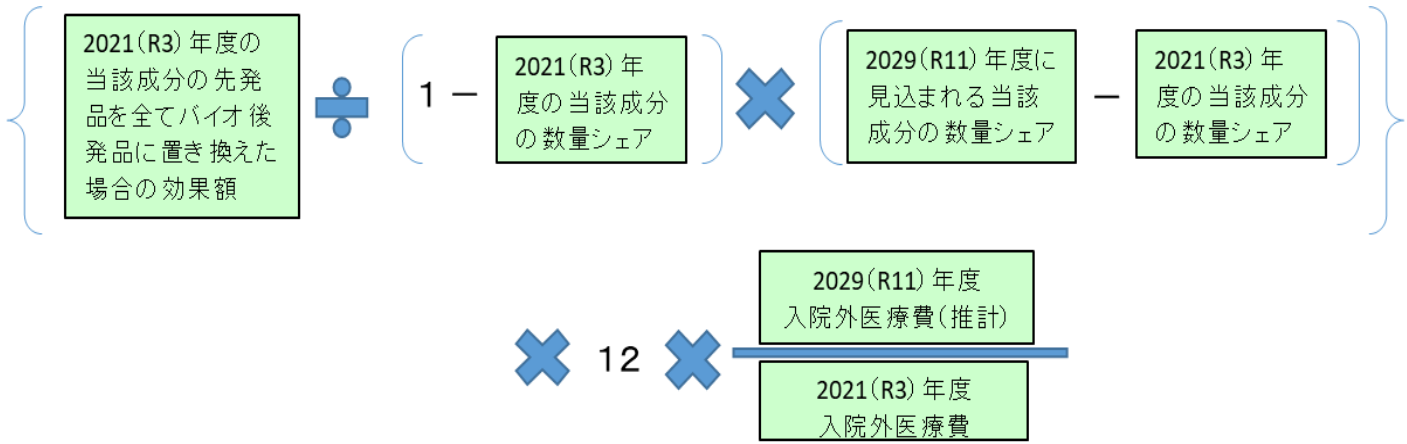 2021(R3)年度の
当該成分の先発
品を全てバイオ後
発品に置き換えた
場合の効果額
÷
1 －
2021(R3)年
度の当該成分
の数量シェア
×
2029(R11)年度に
見込まれる当該
成分の数量シェア
－
2021(R3)年
度の当該成分
の数量シェア
× 12 ×
2029(R11)年度
入院外医療費(推計)
2021(R3)年度
入院外医療費